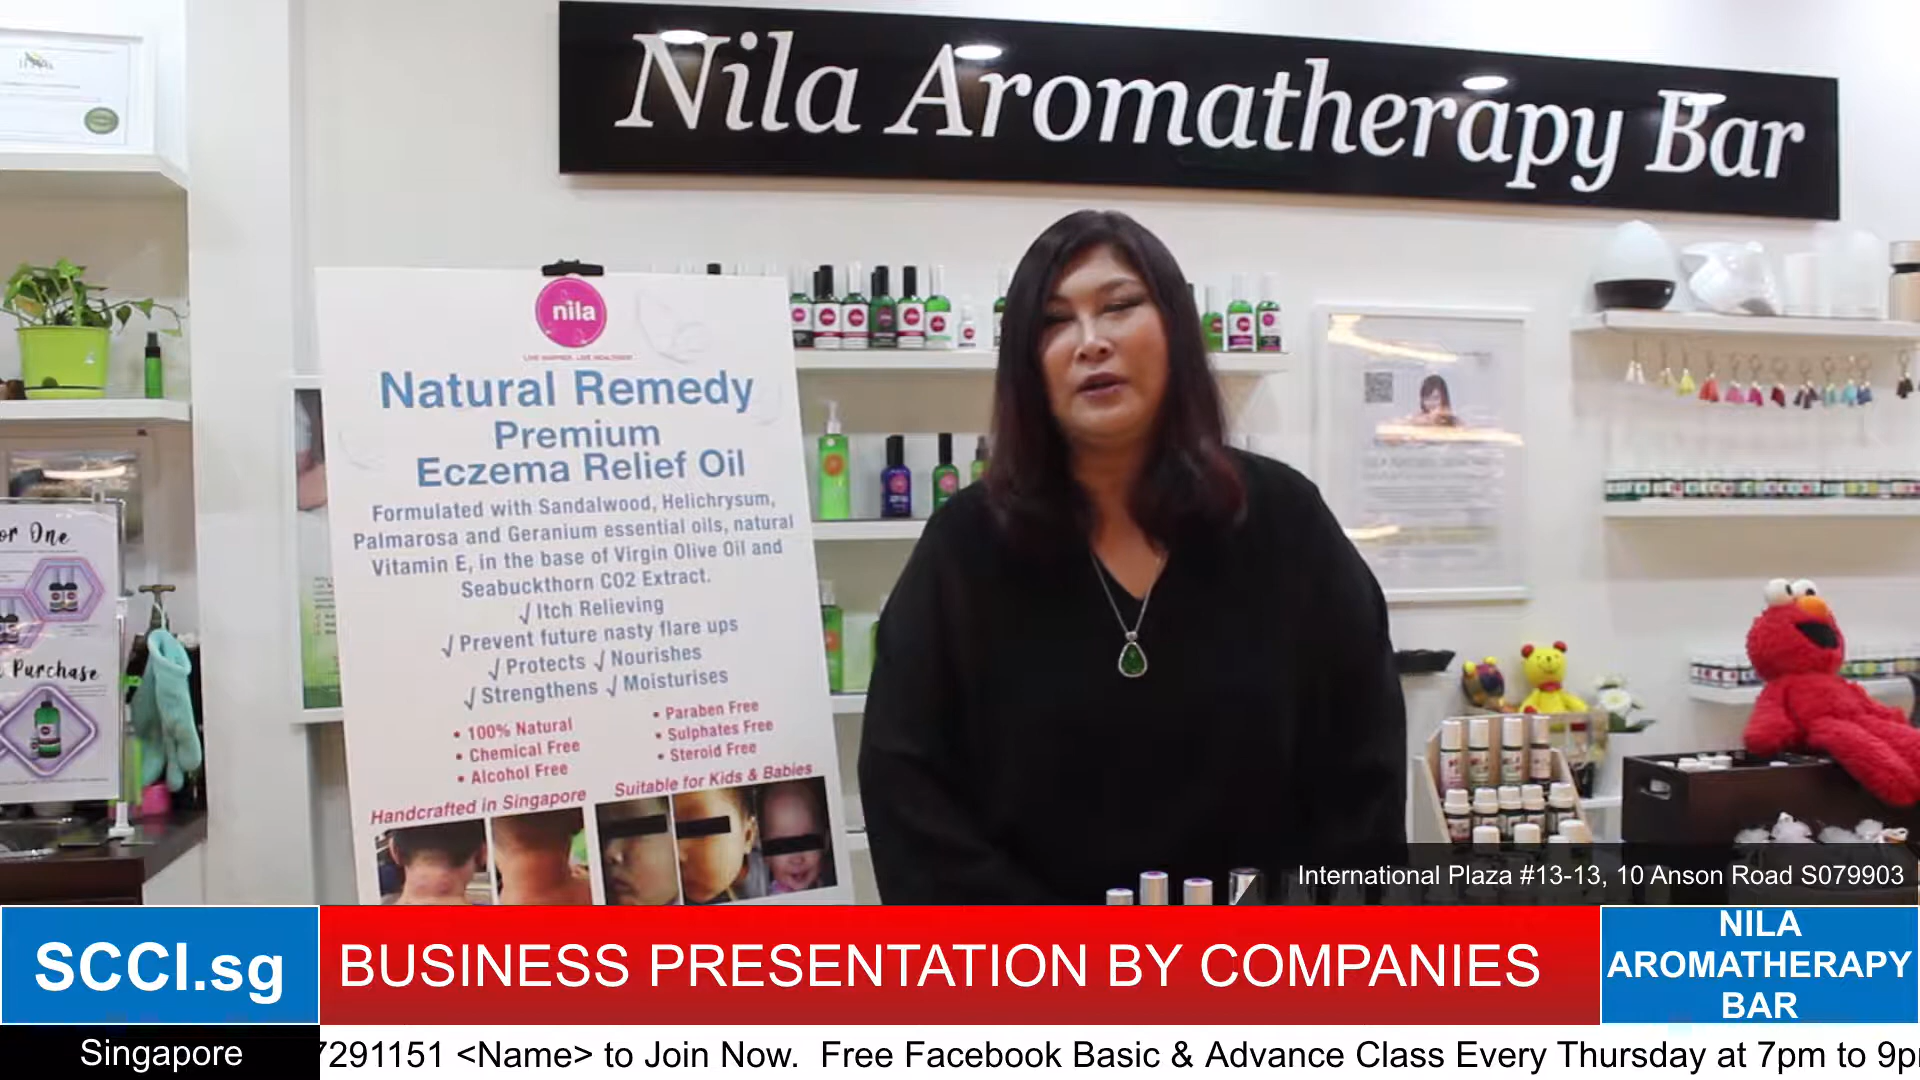 Nila Aromatherapy Bar
nila
LIVE HAPPIER. LIVE HEALTHIER
Natural Remedy
Premium
Eczema Relief Oil
Formulated with Sandalwood, Helichrysum,
Palmarosa and Geranium essential oils, natural
Vitamin E, in the base of Virgin Olive Oil and
Seabuckthorn CO2 Extract.
√ Itch Relieving
√ Prevent future nasty flare ups
√ Protects √ Nourishes
√ Strengthens √ Moisturises
• 100% Natural
• Chemical Free
• Alcohol Free
• Paraben Free
• Sulphates Free
• Steroid Free
Handcrafted in Singapore
Suitable for Kids & Babies
or One
Purchase
International Plaza #13-13, 10 Anson Road S079903
SCCI.sg
BUSINESS PRESENTATION BY COMPANIES
NILA
AROMATHERAPY
BAR
Singapore
7291151 <Name> to Join Now.  Free Facebook Basic & Advance Class Every Thursday at 7pm to 9p